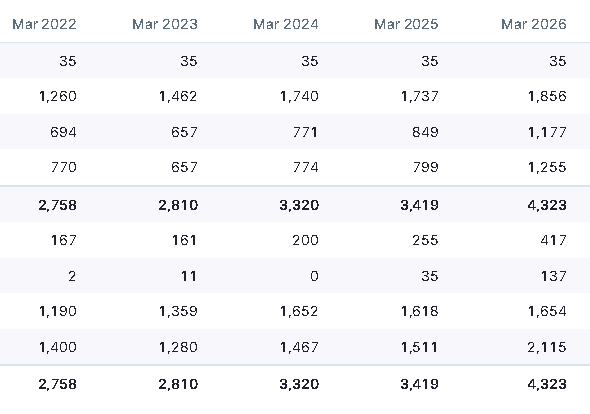 Mar 2022 Mar 2023 Mar 2024 Mar 2025 Mar 2026
35 35 35 35 35
1,260 1,462 1,740 1,737 1,856
694 657 771 849 1,177
770 657 774 799 1,255
2,758 2,810 3,320 3,419 4,323
167 161 200 255 417
2 11 0 35 137
1,190 1,359 1,652 1,618 1,654
1,400 1,280 1,467 1,511 2,115
2,758 2,810 3,320 3,419 4,323